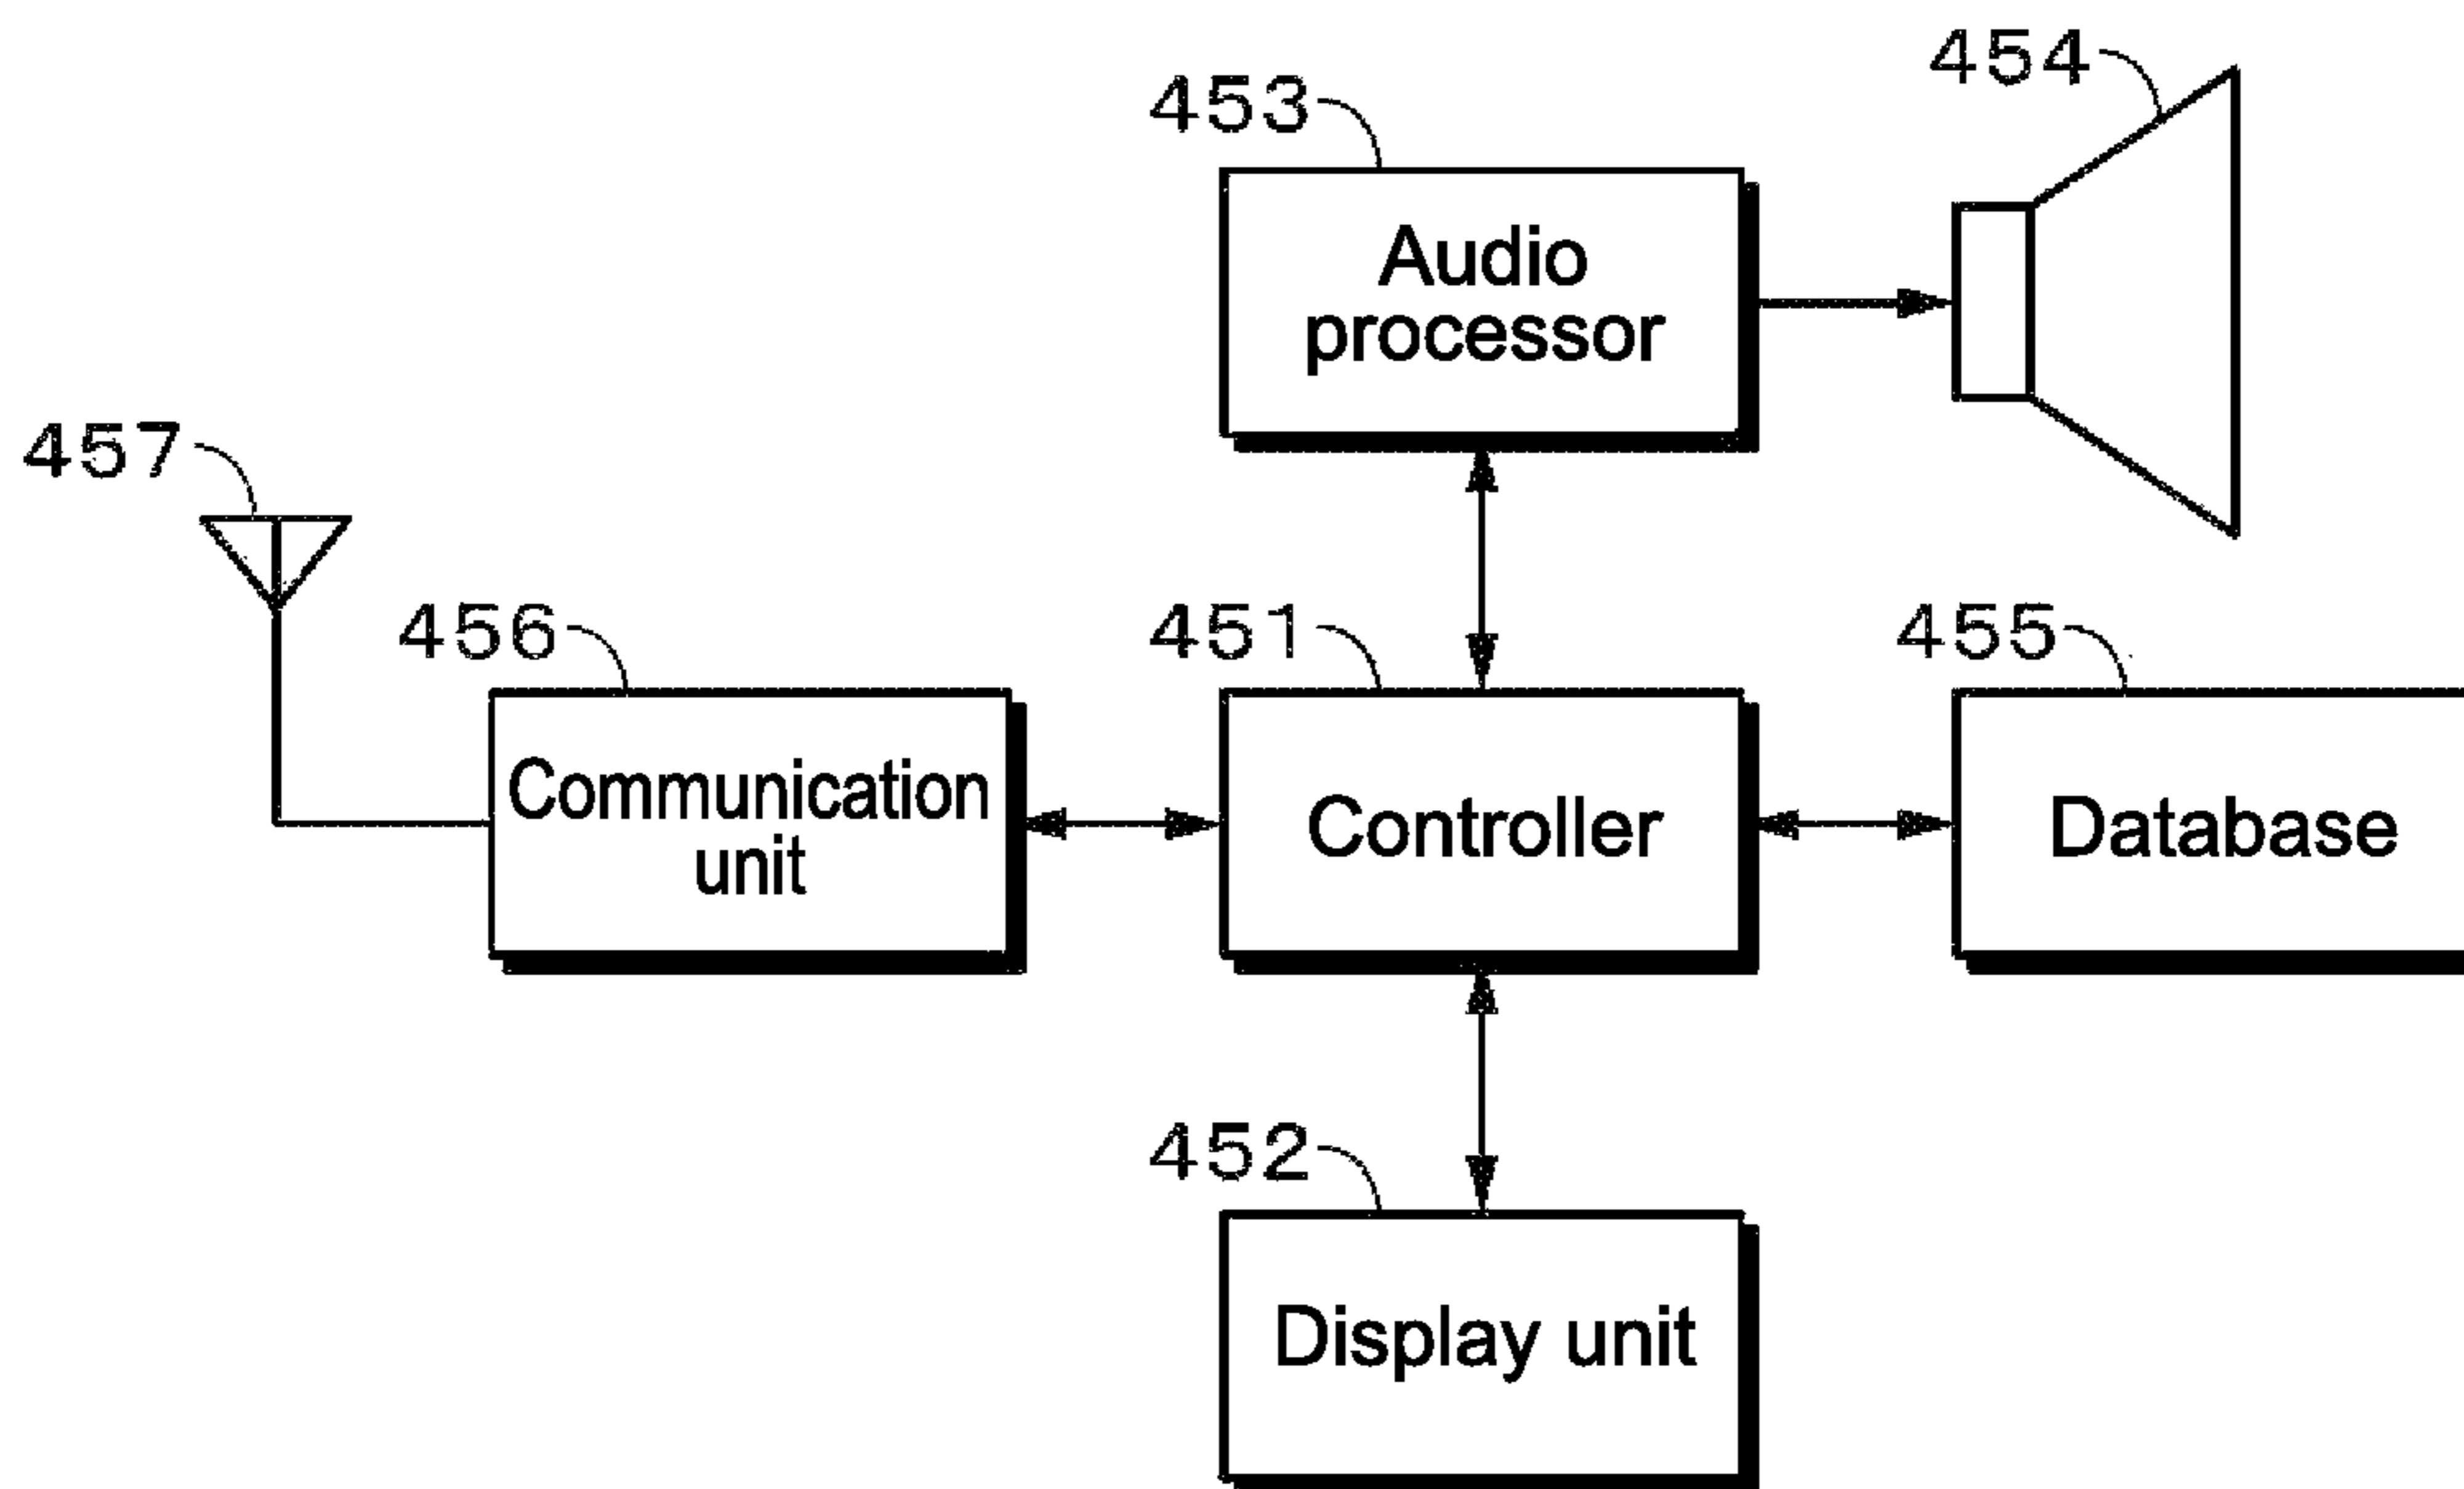 454
453
Audio
processor
457
456
451
455
Communication
unit
Controller
Database
452
Display unit